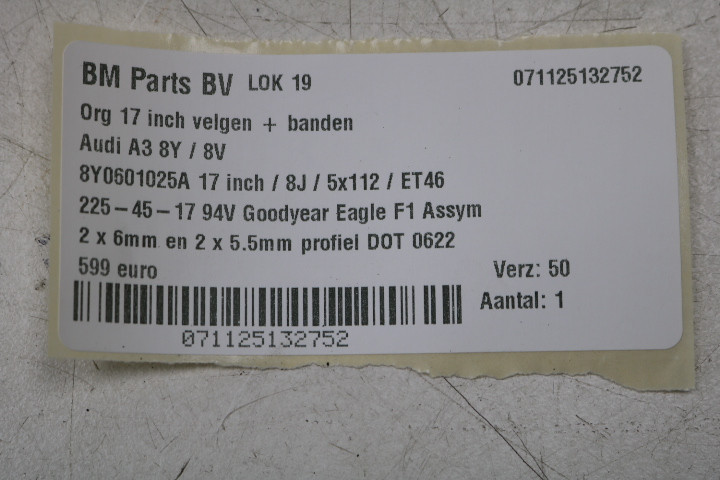 BM Parts BV LOK 19 071125132752
Org 17 inch velgen + banden
Audi A3 8Y / 8V
8Y0601025A 17 inch / 8J / 5x112 / ET46
225-45-17 94V Goodyear Eagle F1 Assym
2 x 6mm en 2 x 5.5mm profiel DOT 0622
599 euro Verz: 50
Aantal: 1
071125132752